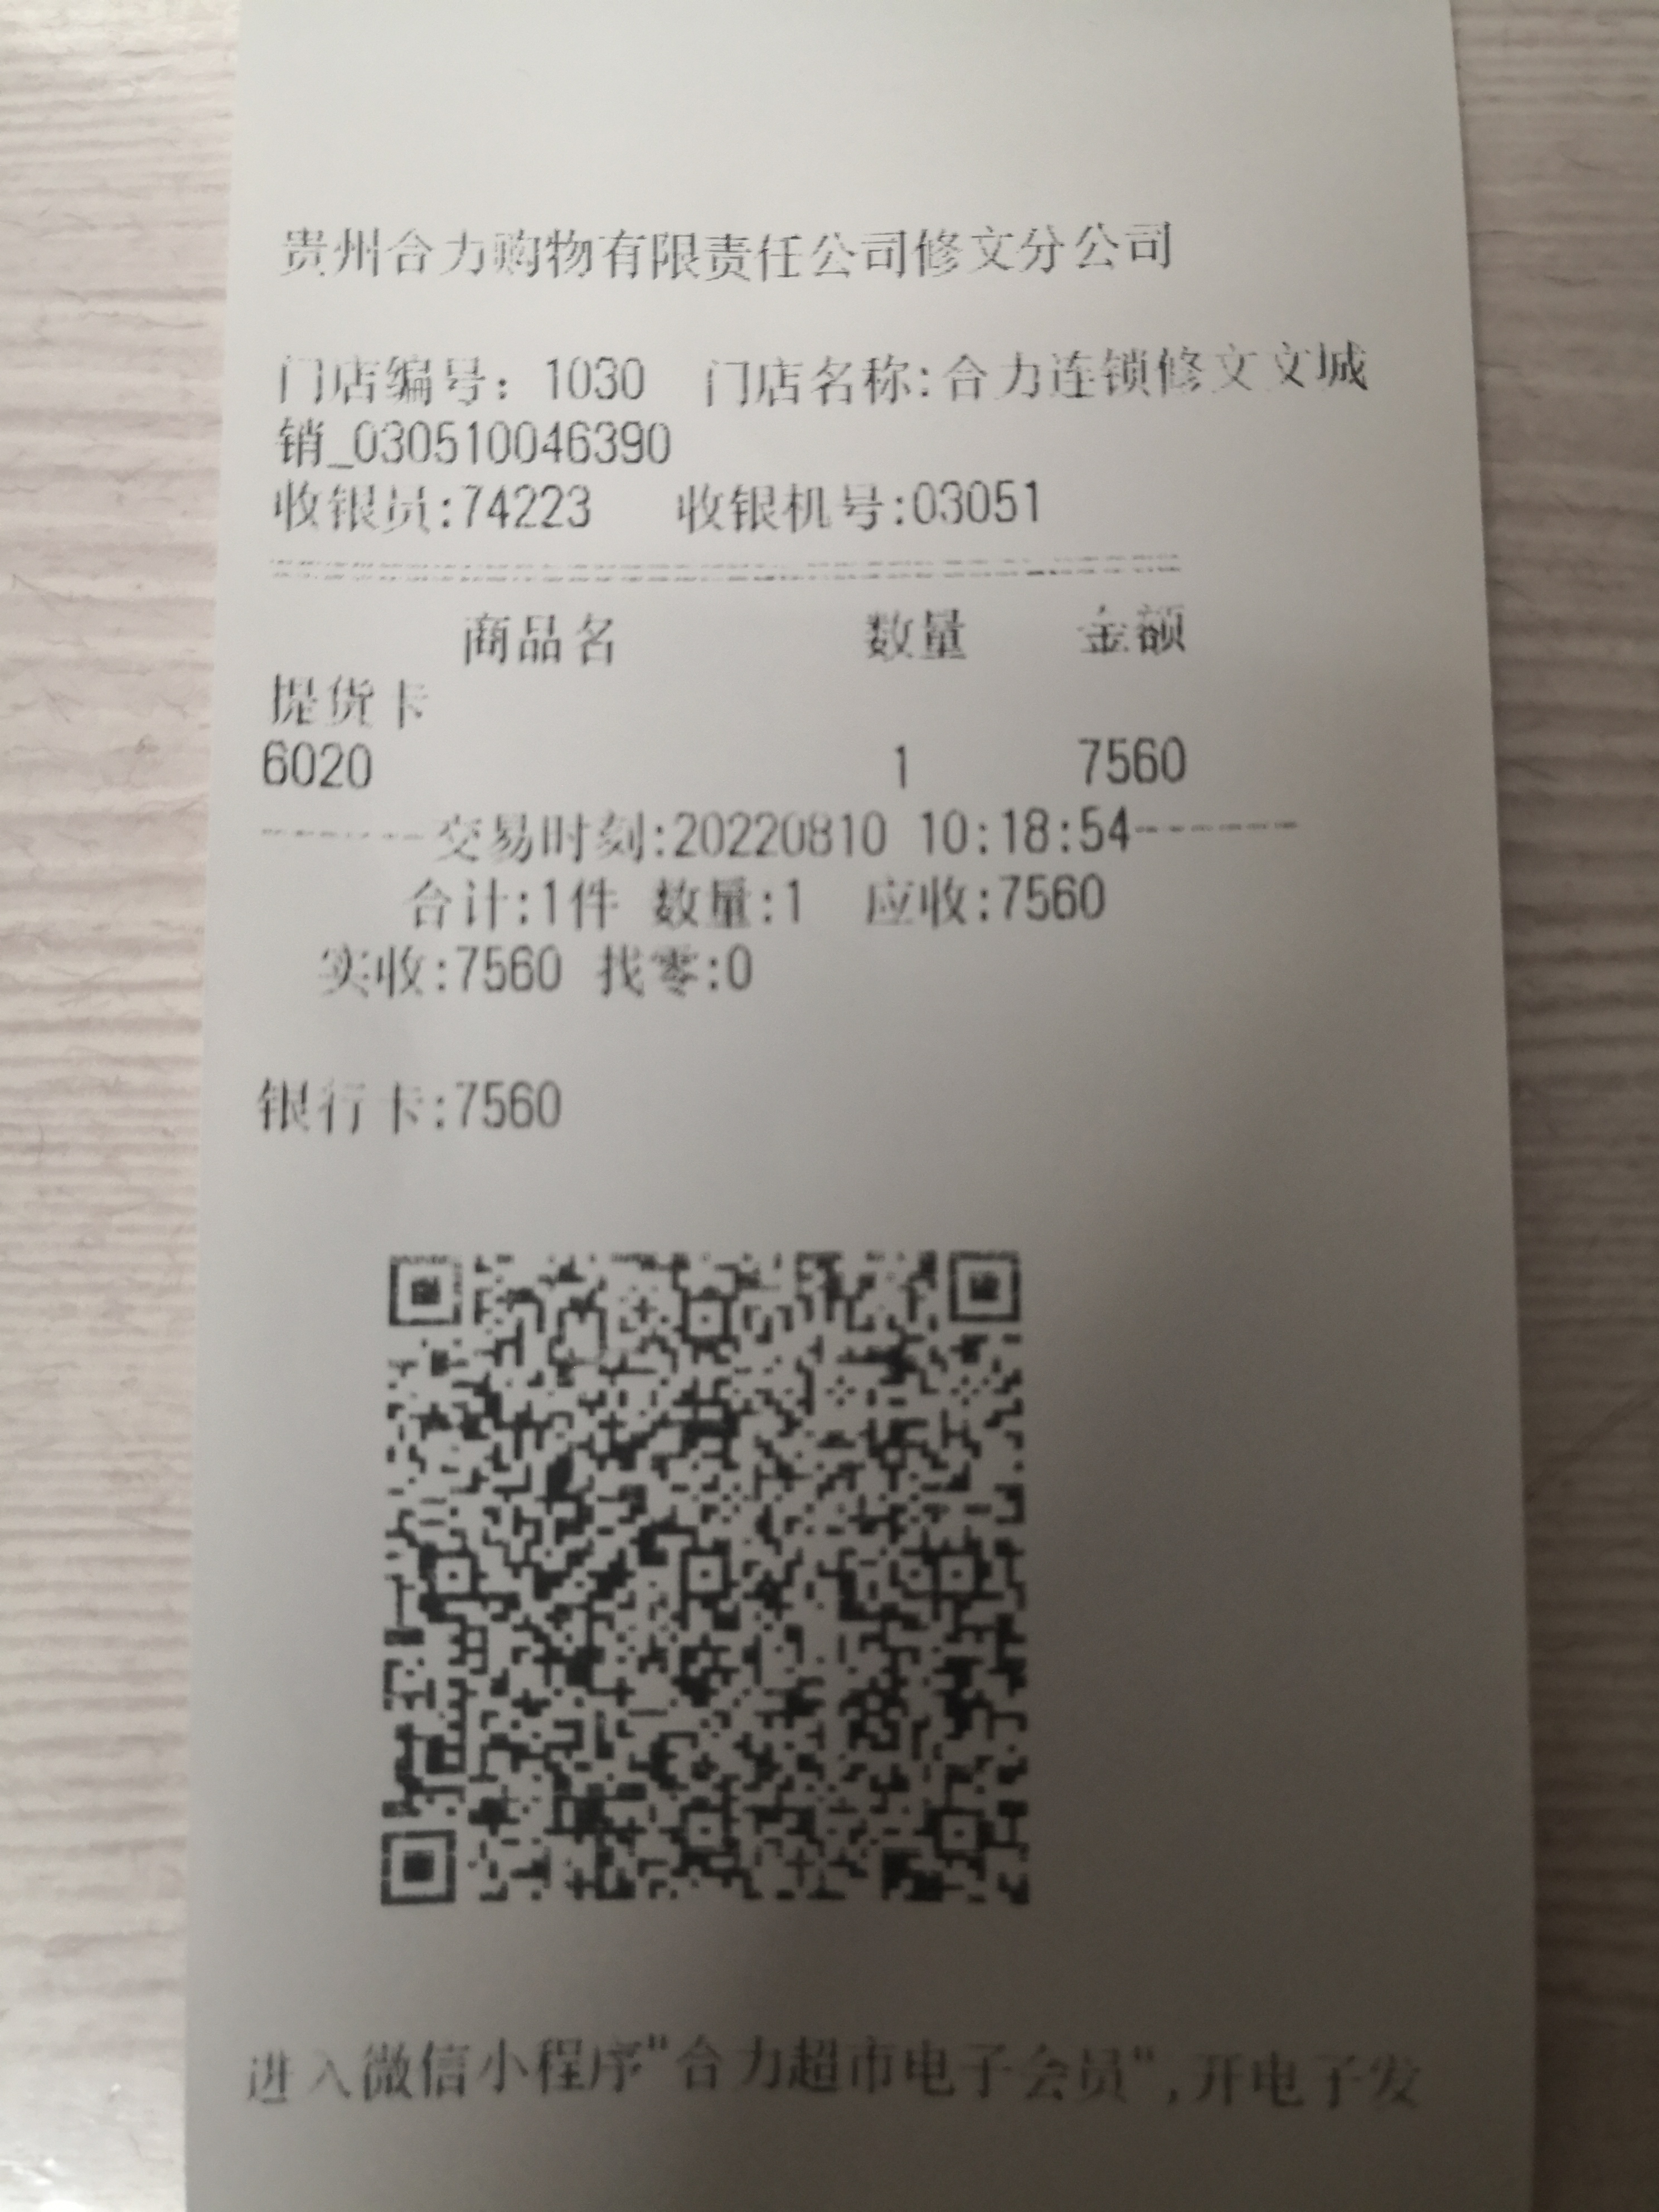 贵州合力购物有限责任公司修文分公司
门店编号：1030 门店名称:合力连锁修文文城
销_030510046390
收银员:74223 收银机号:03051
商品名 数量 金额
提货卡
6020 1 7560
--------交易时刻:20220810 10:18:54--------
合计:1件 数量:1 应收:7560
实收:7560 找零:0
银行卡:7560
进入微信小程序"合力超市电子会员",开电子发